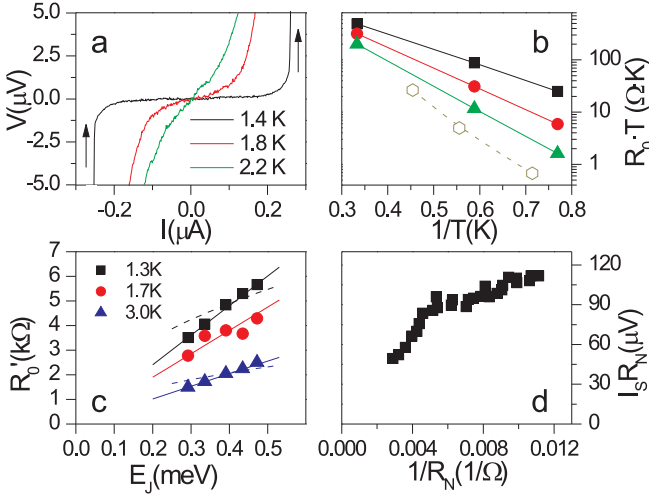 a
5.0
2.5
0.0
-2.5
-5.0
V(μV)
1.4 K
1.8 K
2.2 K
-0.2
0.0
0.2
I(μA)
b
100
10
1
R₀·T (Ω·K)
0.3
0.4
0.5
0.6
0.7
0.8
1/T(K)
7
6
5
4
3
2
1
0
R₀'(kΩ)
1.3K
1.7K
3.0K
c
0.0
0.1
0.2
0.3
0.4
0.5
E_J(meV)
120
90
60
30
0
I_SR_N(μV)
d
0.000
0.004
0.008
0.012
1/R_N(1/Ω)